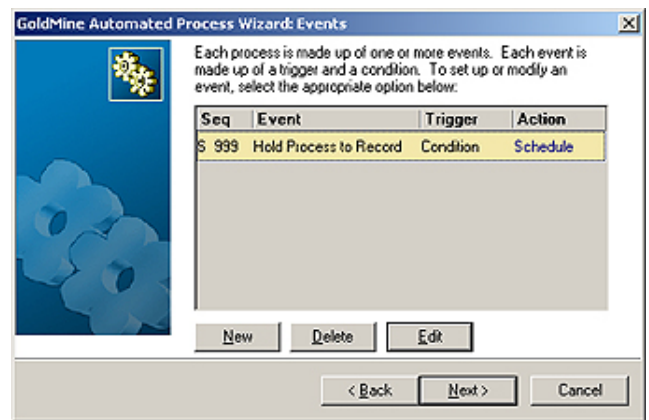 GoldMine Automated Process Wizard: Events
Each process is made up of one or more events. Each event is
made up of a trigger and a condition. To set up or modify an
event, select the appropriate option
below:
Seq Event Trigger Action
S 999 Hold Process to Record Condition Schedule
New Delete Edit
< Back Next > Cancel